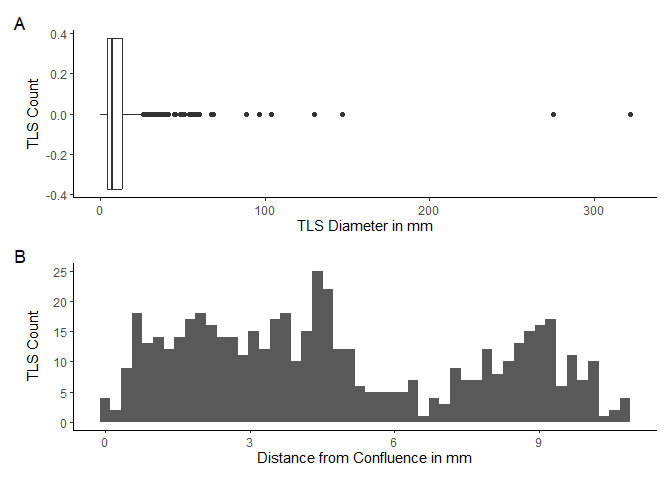 A
0.4
0.2
0.0
-0.2
-0.4
TLS Count
0 100 200 300
TLS Diameter in mm
B
25
20
15
10
5
0
TLS Count
0 3 6 9
Distance from Confluence in mm